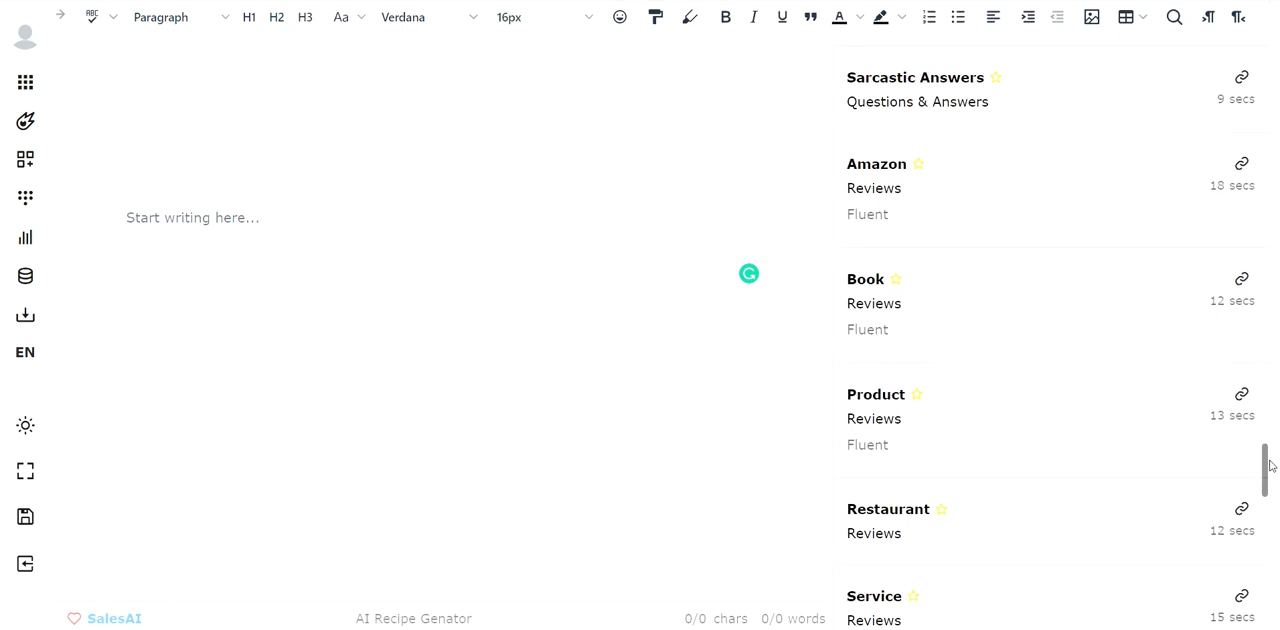 ABC Paragraph H1 H2 H3 Aa Verdana 16px B I U A
Sarcastic Answers
9 secs
Questions & Answers
Amazon
18 secs
Reviews
Fluent
Start writing here...
Book
12 secs
Reviews
Fluent
EN
Product
13 secs
Reviews
Fluent
Restaurant
12 secs
Reviews
Service
15 secs
Reviews
SalesAI AI Recipe Genator 0/0 chars 0/0 words